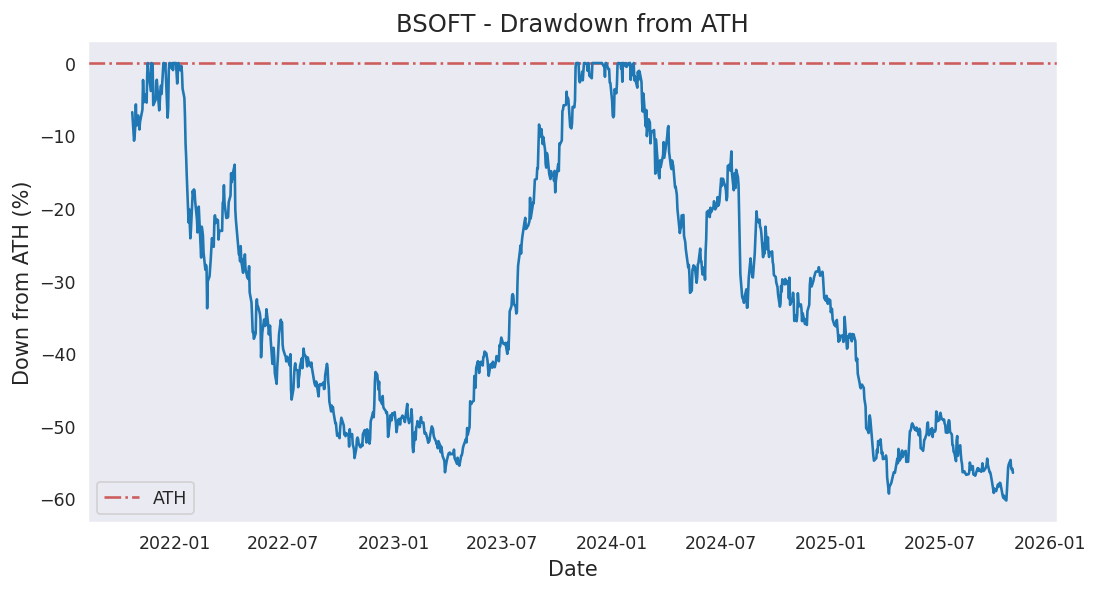 BSOFT - Drawdown from ATH
Down from ATH (%)
0
−10
−20
−30
−40
−50
−60
ATH
2022-01 2022-07 2023-01 2023-07 2024-01 2024-07 2025-01 2025-07 2026-01
Date